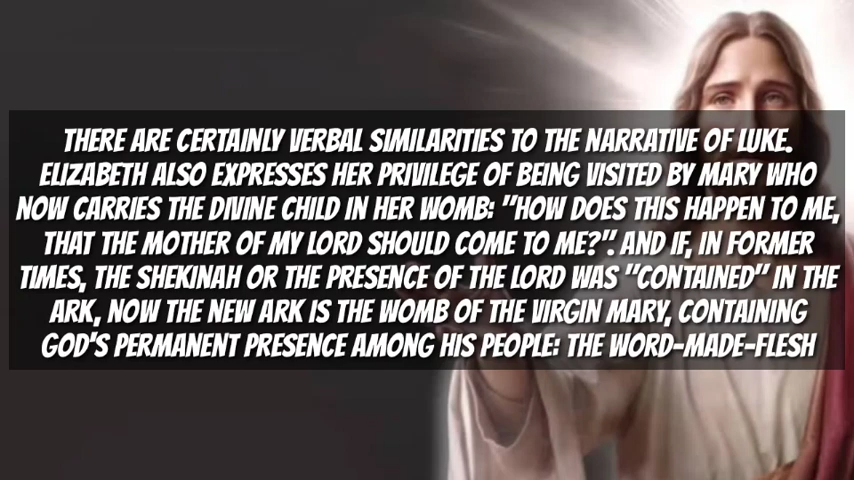 THERE ARE CERTAINLY VERBAL SIMILARITIES TO THE NARRATIVE OF LUKE.
ELIZABETH ALSO EXPRESSES HER PRIVILEGE OF BEING VISITED BY MARY WHO
NOW CARRIES THE DIVINE CHILD IN HER WOMB: "HOW DOES THIS HAPPEN TO ME,
THAT THE MOTHER OF MY LORD SHOULD COME TO ME?". AND IF, IN FORMER
TIMES, THE SHEKINAH OR THE PRESENCE OF THE LORD WAS "CONTAINED" IN THE
ARK, NOW THE NEW ARK IS THE WOMB OF THE VIRGIN MARY, CONTAINING
GOD'S PERMANENT PRESENCE AMONG HIS PEOPLE: THE WORD-MADE-FLESH